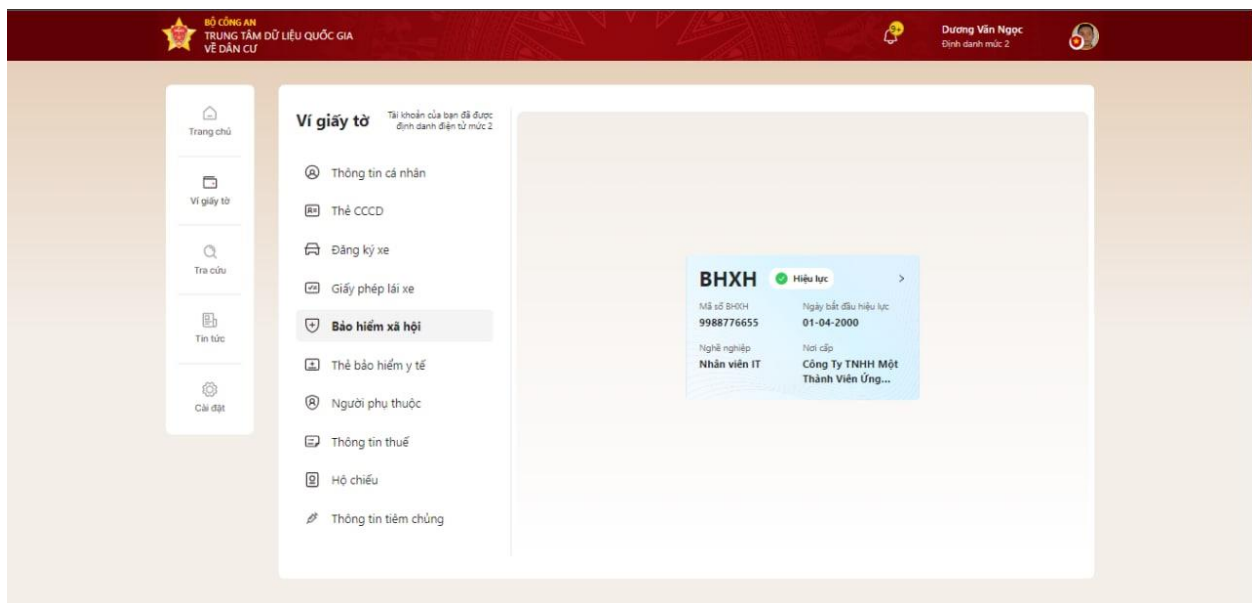 BỘ CÔNG AN
TRUNG TÂM DỮ LIỆU QUỐC GIA
VỀ DÂN CƯ
9+
Dương Văn Ngọc
Định danh mức 2
Trang chủ
Ví giấy tờ
Tra cứu
Tin tức
Cài đặt
Ví giấy tờ
Tài khoản của bạn đã được
định danh điện tử mức 2
Thông tin cá nhân
Thẻ CCCD
Đăng ký xe
Giấy phép lái xe
Bảo hiểm xã hội
Thẻ bảo hiểm y tế
Người phụ thuộc
Thông tin thuế
Hộ chiếu
Thông tin tiêm chủng
BHXH Hiệu lực
Mã số BHXH Ngày bắt đầu hiệu lực
9988776655 01-04-2000
Nghề nghiệp Nơi cấp
Nhân viên IT Công Ty TNHH Một
Thành Viên Ứng...